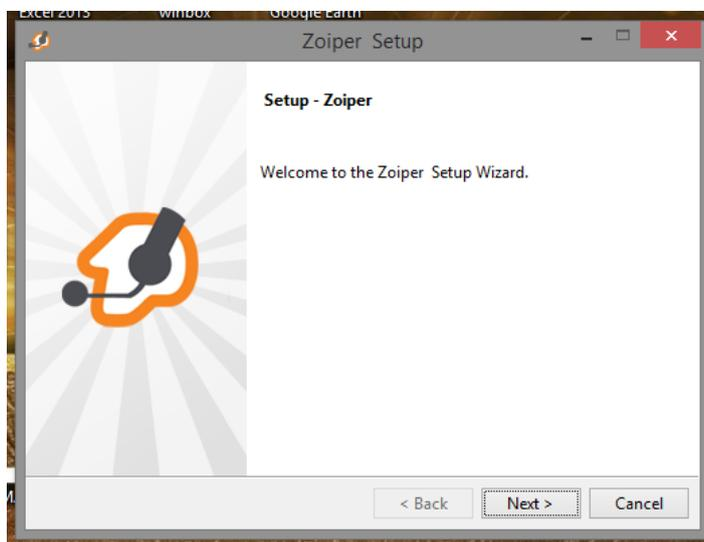 Excel 2013 winbox Google Earth
Zoiper Setup
Setup - Zoiper
Welcome to the Zoiper Setup Wizard.
< Back Next > Cancel